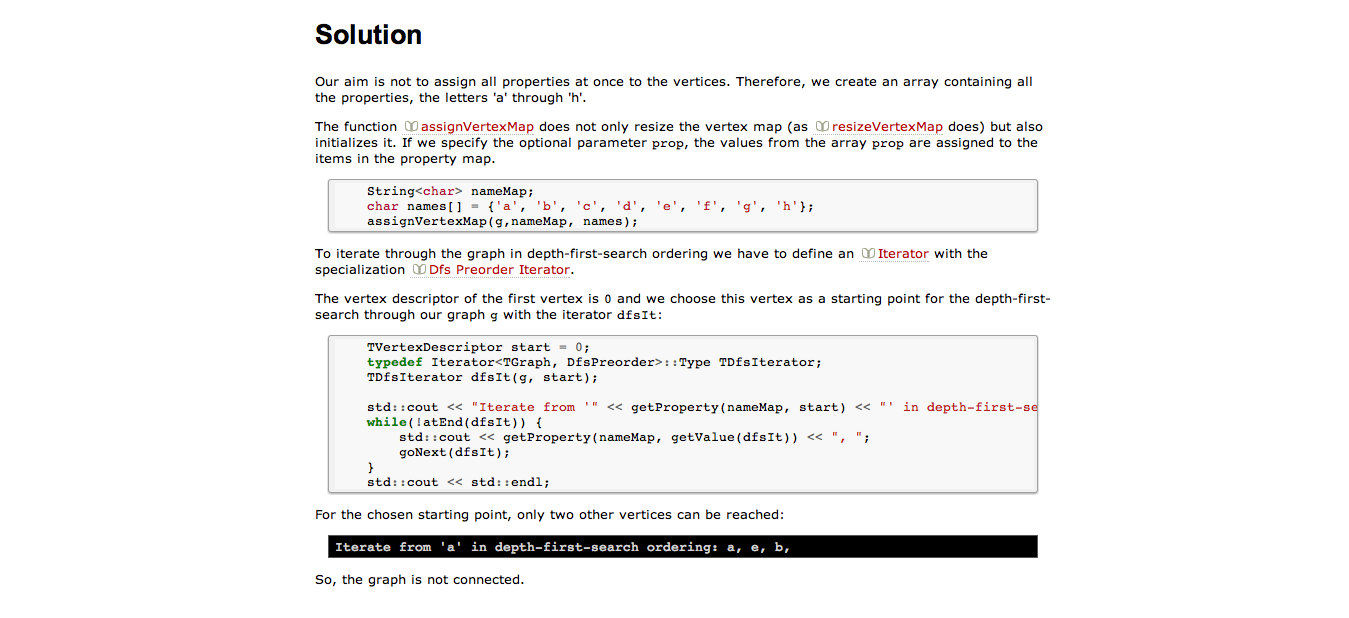 Solution
Our aim is not to assign all properties at once to the vertices. Therefore, we create an array containing all
the properties, the letters 'a' through 'h'.
The function assignVertexMap does not only resize the vertex map (as resizeVertexMap does) but also
initializes it. If we specify the optional parameter prop, the values from the array prop are assigned to the
items in the property map.
String<char> nameMap;
char names[] = {'a', 'b', 'c', 'd', 'e', 'f', 'g', 'h'};
assignVertexMap(g,nameMap, names);
To iterate through the graph in depth-first-search ordering we have to define an Iterator with the
specialization Dfs Preorder Iterator.
The vertex descriptor of the first vertex is 0 and we choose this vertex as a starting point for the depth-first-
search through our graph g with the iterator dfsIt:
TVertexDescriptor start = 0;
typedef Iterator<TGraph, DfsPreorder>::Type TDfsIterator;
TDfsIterator dfsIt(g, start);
std::cout << "Iterate from '" << getProperty(nameMap, start) << "' in depth-first-se
while(!atEnd(dfsIt)) {
    std::cout << getProperty(nameMap, getValue(dfsIt)) << ", ";
    goNext(dfsIt);
}
std::cout << std::endl;
For the chosen starting point, only two other vertices can be reached:
Iterate from 'a' in depth-first-search ordering: a, e, b,
So, the graph is not connected.